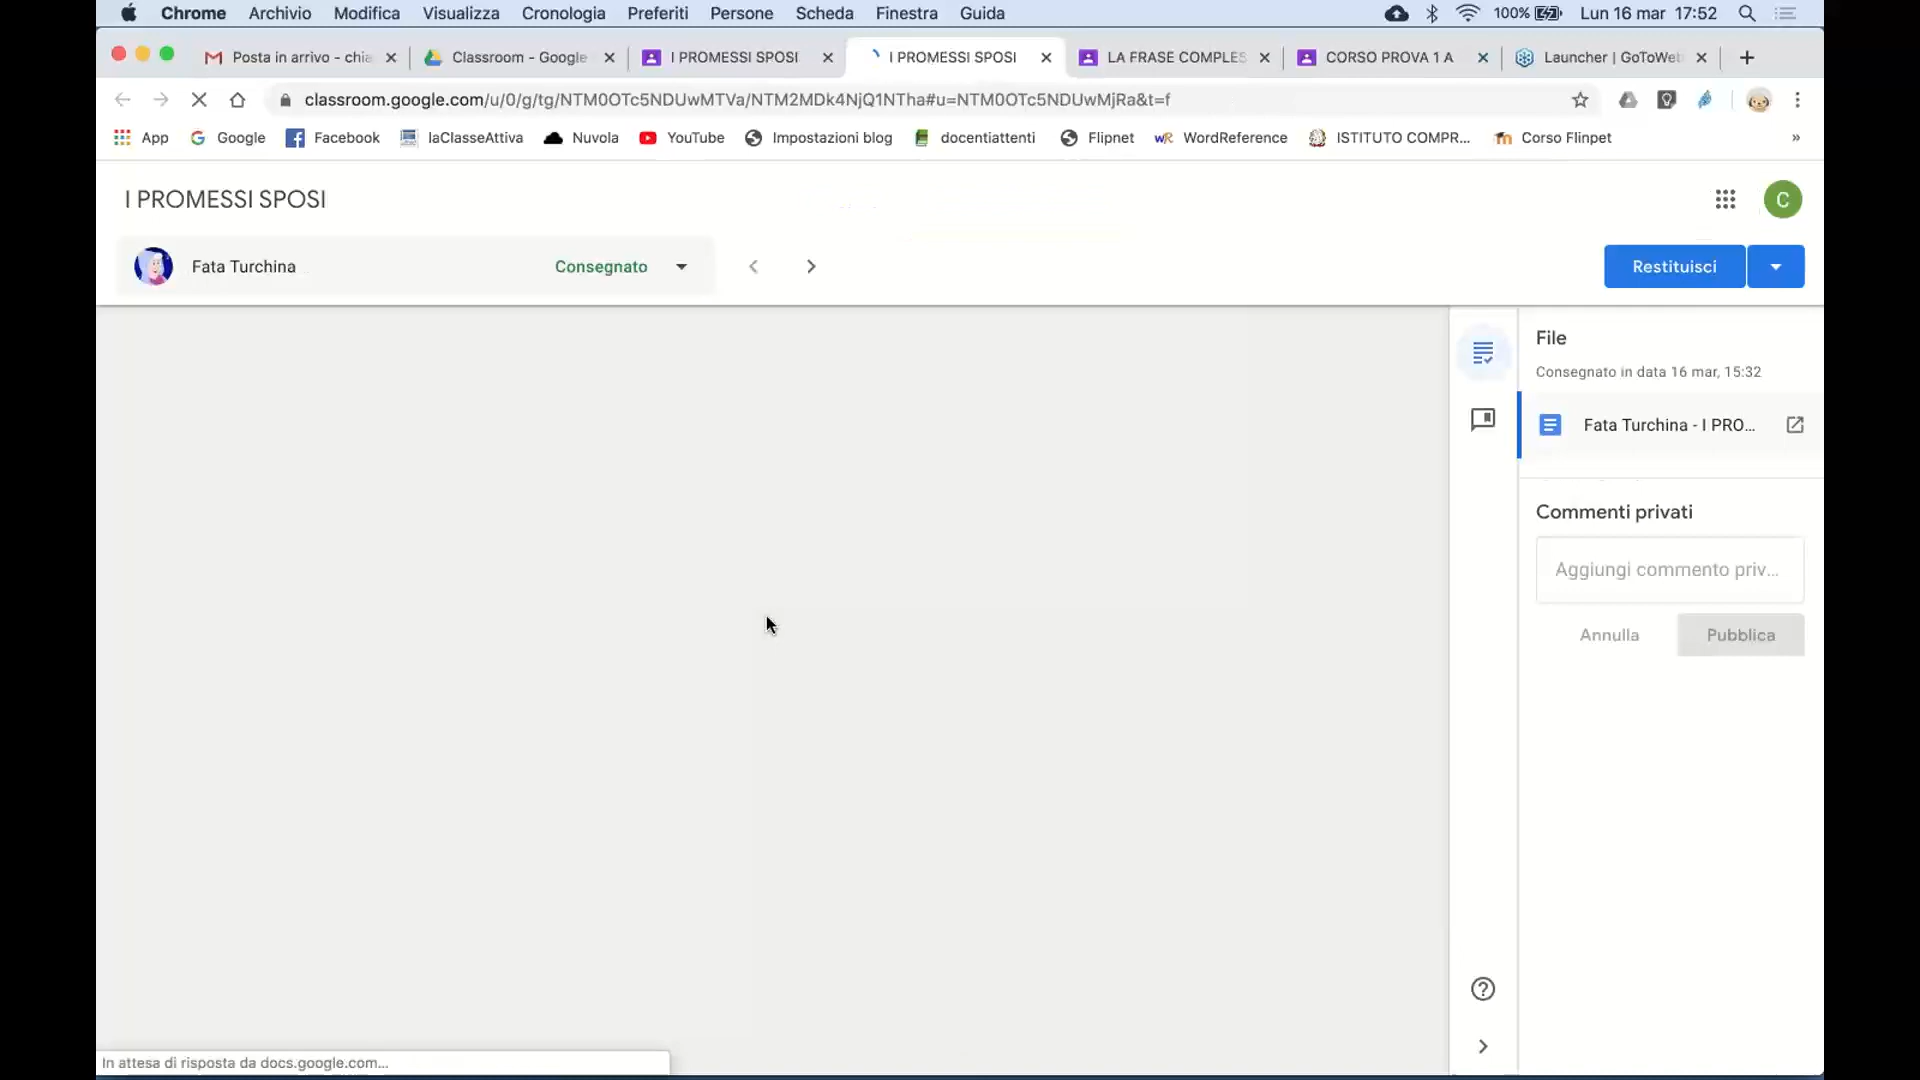 Chrome Archivio Modifica Visualizza Cronologia Preferiti Persone Scheda Finestra Guida 100% Lun 16 mar 17:52
Posta in arrivo - chia Classroom - Google I PROMESSI SPOSI I PROMESSI SPOSI LA FRASE COMPLES CORSO PROVA 1 A Launcher | GoToWeb
classroom.google.com/u/0/g/tg/NTM0OTc5NDUwMTVa/NTM2MDk4NjQ1NTha#u=NTM0OTc5NDUwMjRa&t=f
App Google Facebook laClasseAttiva Nuvola YouTube Impostazioni blog docentiattenti Flipnet WordReference ISTITUTO COMPR... Corso Flinpet »
I PROMESSI SPOSI C
Fata Turchina Consegnato Restituisci
File
Consegnato in data 16 mar, 15:32
Fata Turchina - I PRO...
Commenti privati
Aggiungi commento priv...
Annulla Pubblica
In attesa di risposta da docs.google.com...